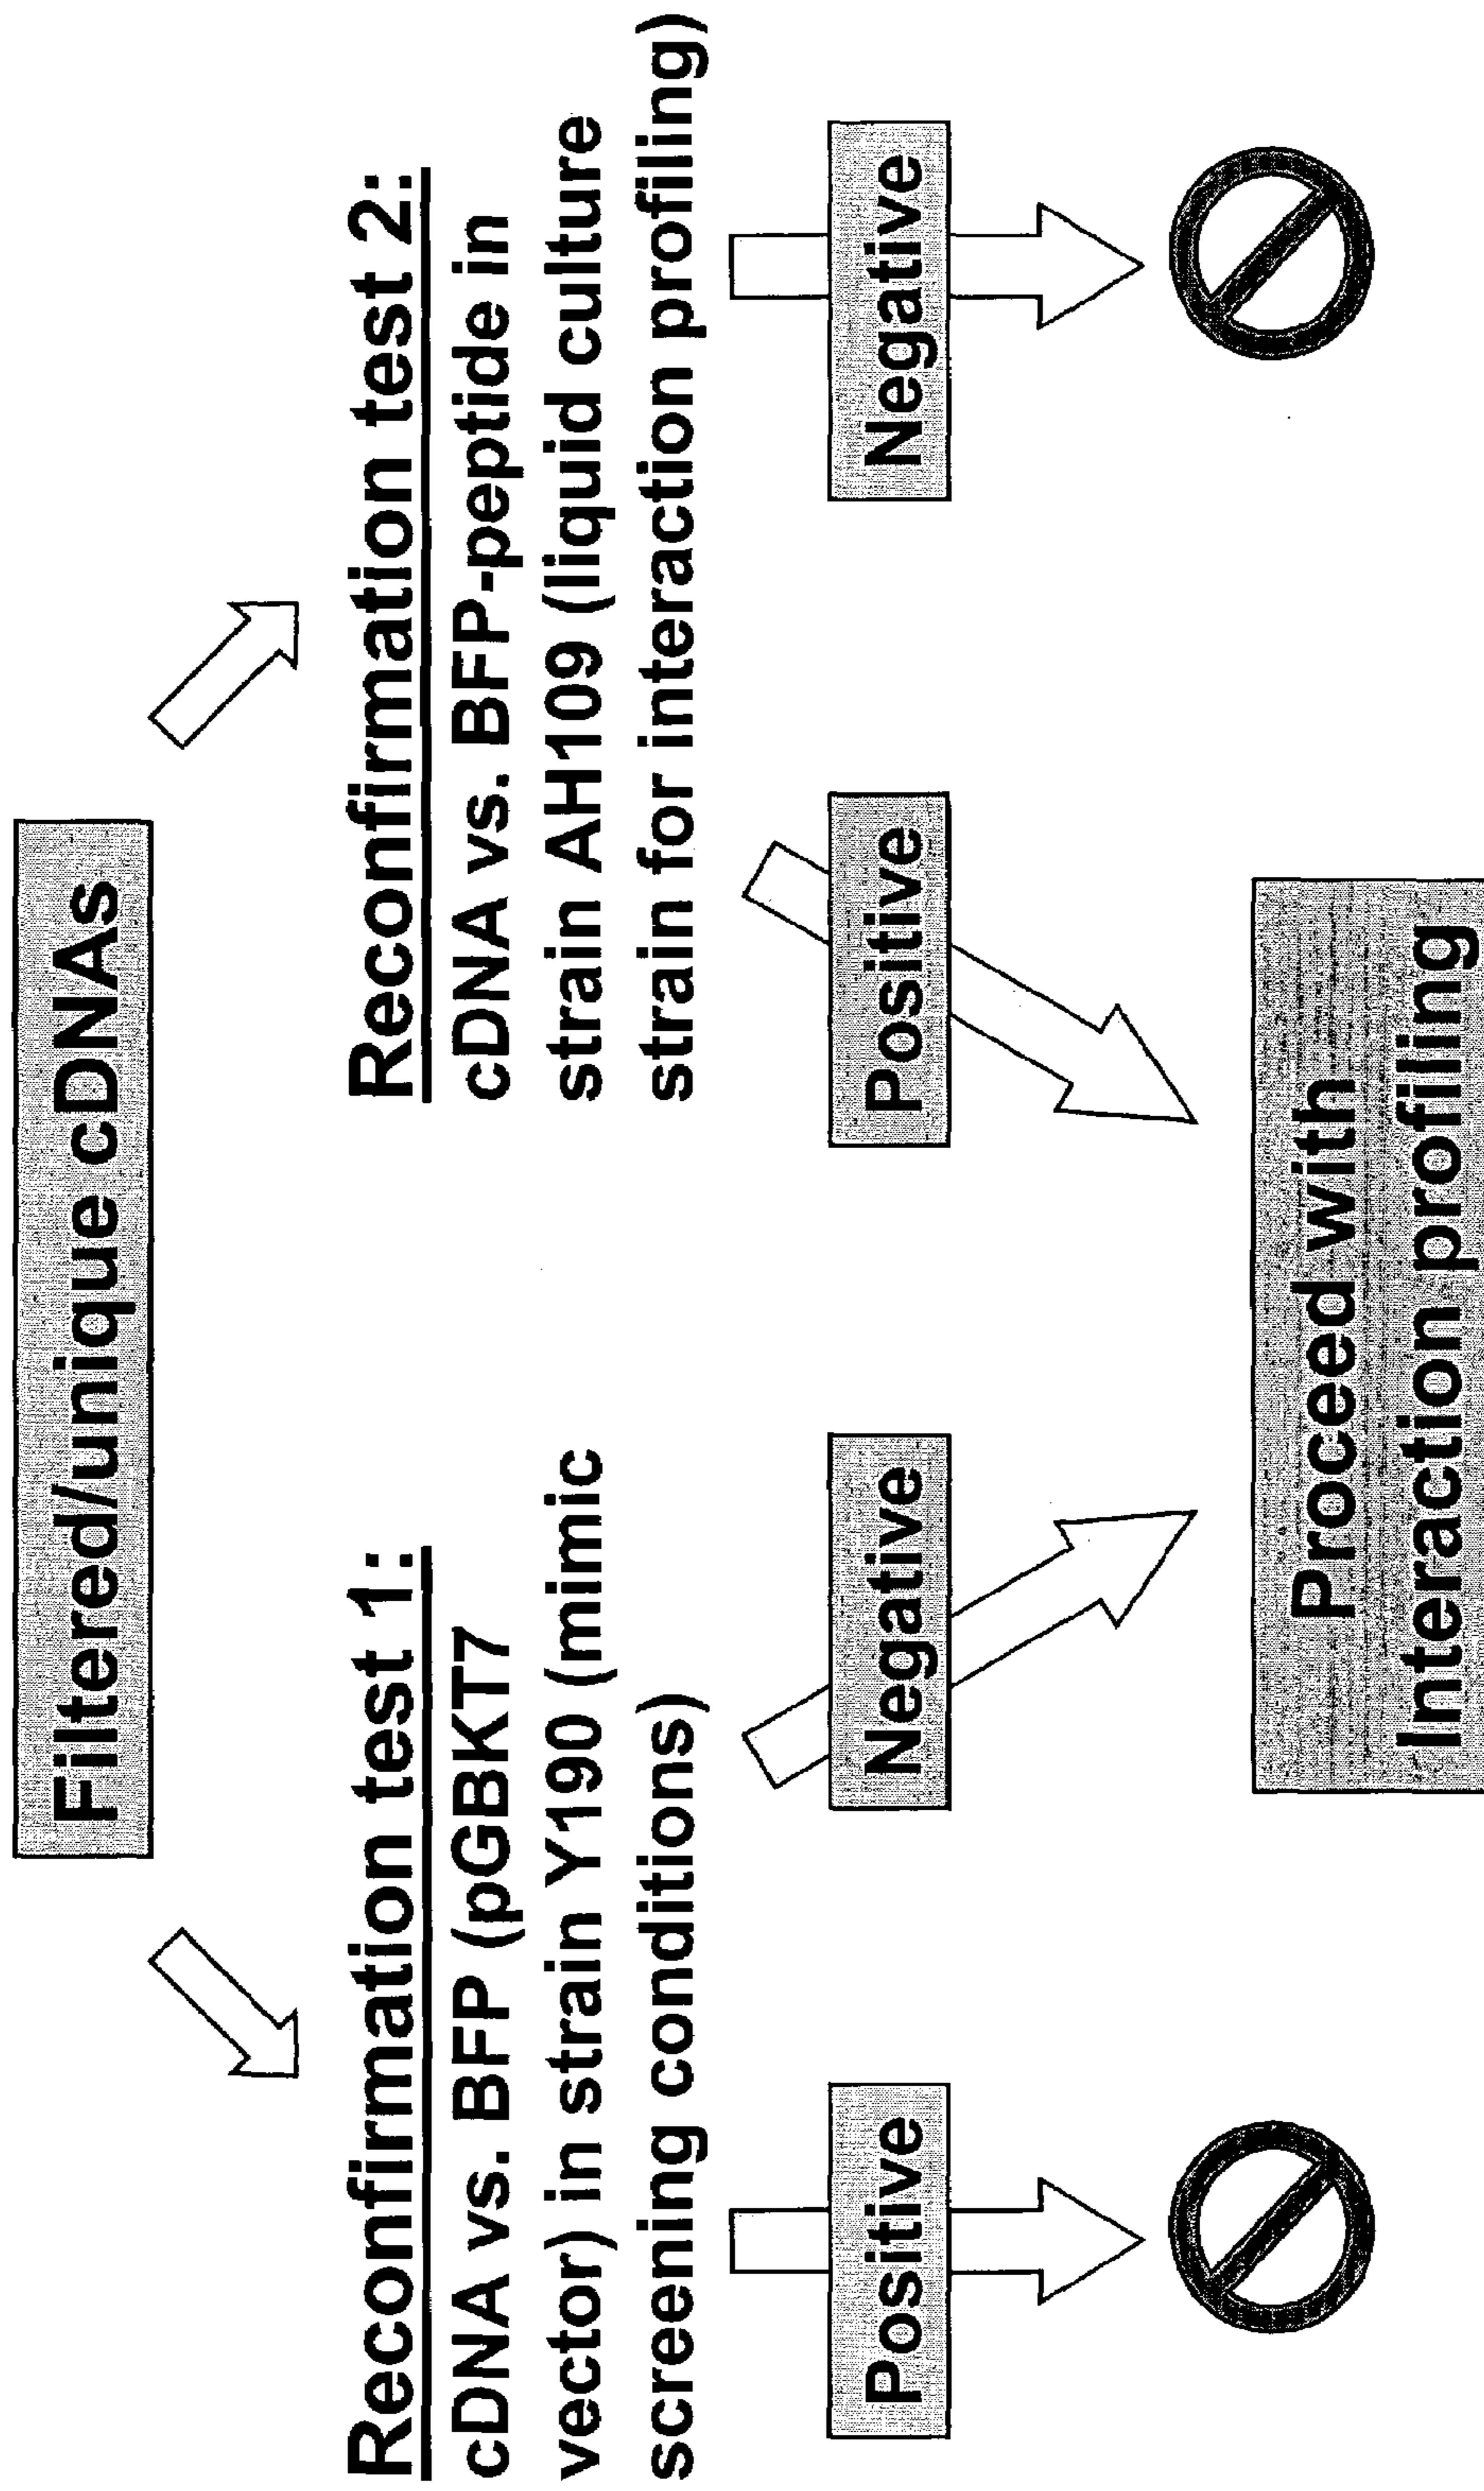 Filtered/unique cDNAs
Reconfirmation test 1:
cDNA vs. BFP (pGBKT7
vector) in strain Y190 (mimic
screening conditions)
Reconfirmation test 2:
cDNA vs. BFP-peptide in
strain AH109 (liquid culture
strain for interaction profiling)
Positive
Negative
Positive
Negative
Proceed with
Interaction profiling